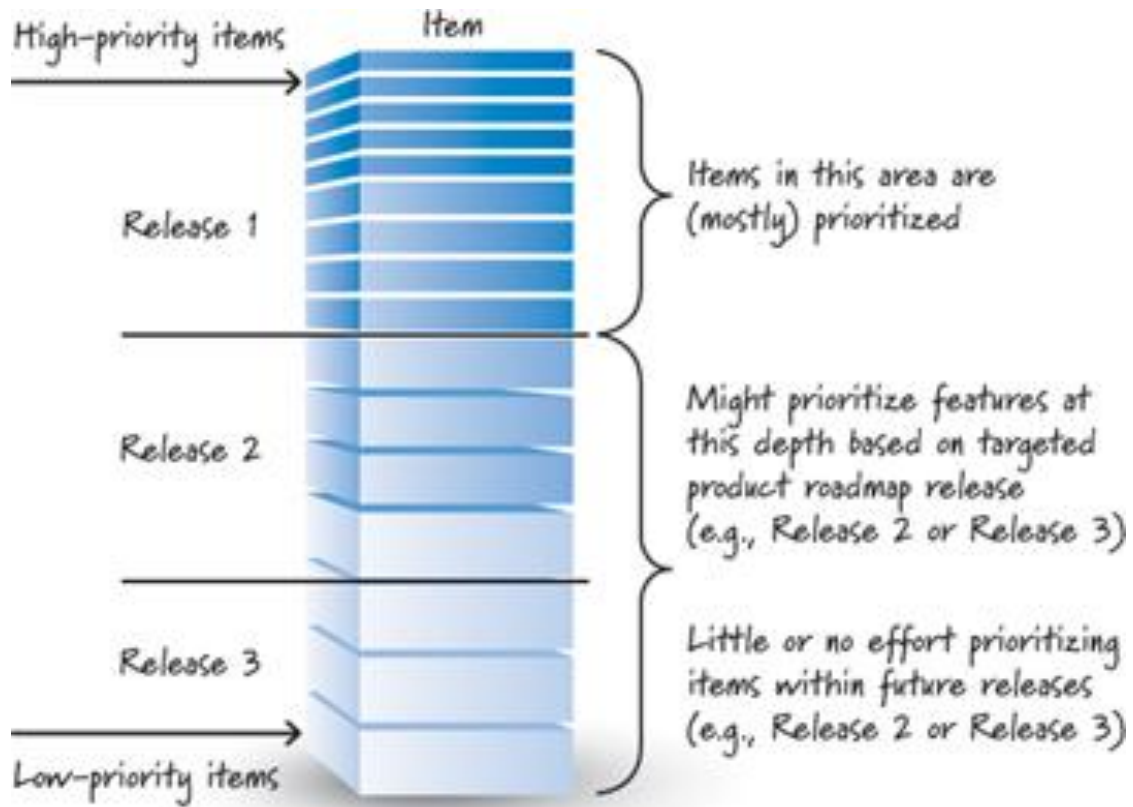 High-priority items
Item
Release 1
Items in this area are
(mostly) prioritized
Release 2
Might prioritize features at
this depth based on targeted
product roadmap release
(e.g., Release 2 or Release 3)
Release 3
Little or no effort prioritizing
items within future releases
(e.g., Release 2 or Release 3)
Low-priority items